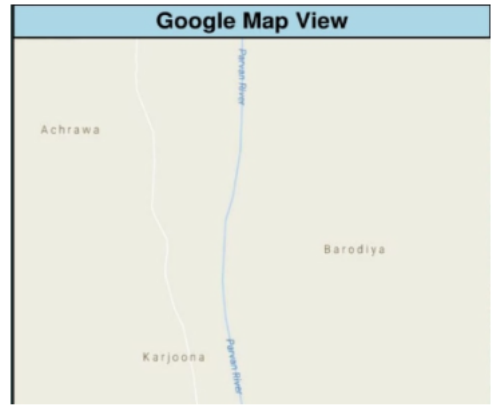 Google Map View
Parvan River
Achrawa
Barodiya
Karjoona
Parvan River